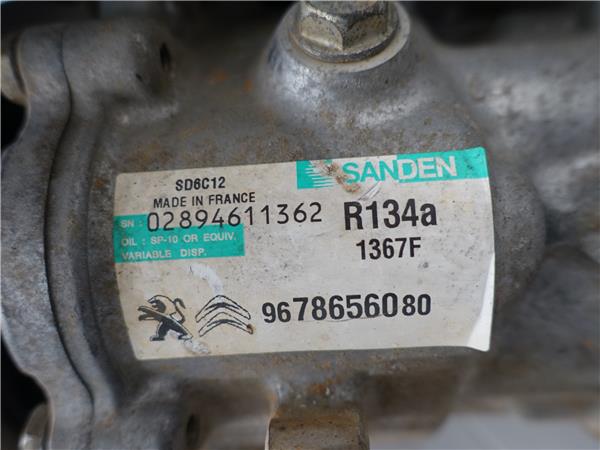 SANDEN
SD6C12
MADE IN FRANCE
SN: 02894611362 R134a
OIL : SP-10 OR EQUIV. 1367F
VARIABLE DISP.
9678656080